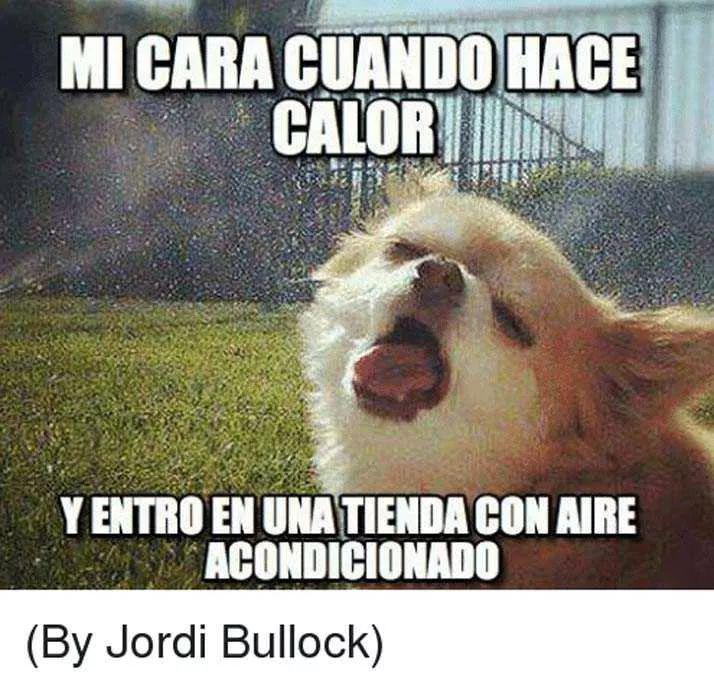 MI CARA CUANDO HACE
CALOR
Y ENTRO EN UNA TIENDA CON AIRE
ACONDICIONADO
(By Jordi Bullock)